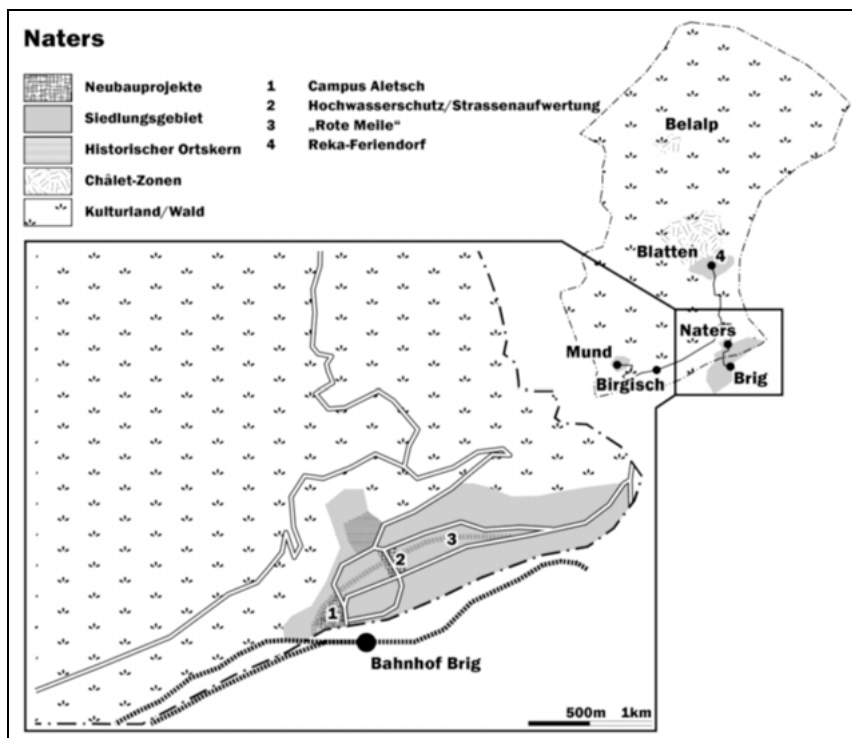 Naters
Neubauprojekte
Siedlungsgebiet
Historischer Ortskern
Châlet-Zonen
Kulturland/Wald
1 Campus Aletsch
2 Hochwasserschutz/Strassenaufwertung
3 „Rote Meile“
4 Reka-Feriendorf
Belalp
Blatten 4
Naters
Mund
Birgisch
Brig
3
2
1
Bahnhof Brig
500m 1km